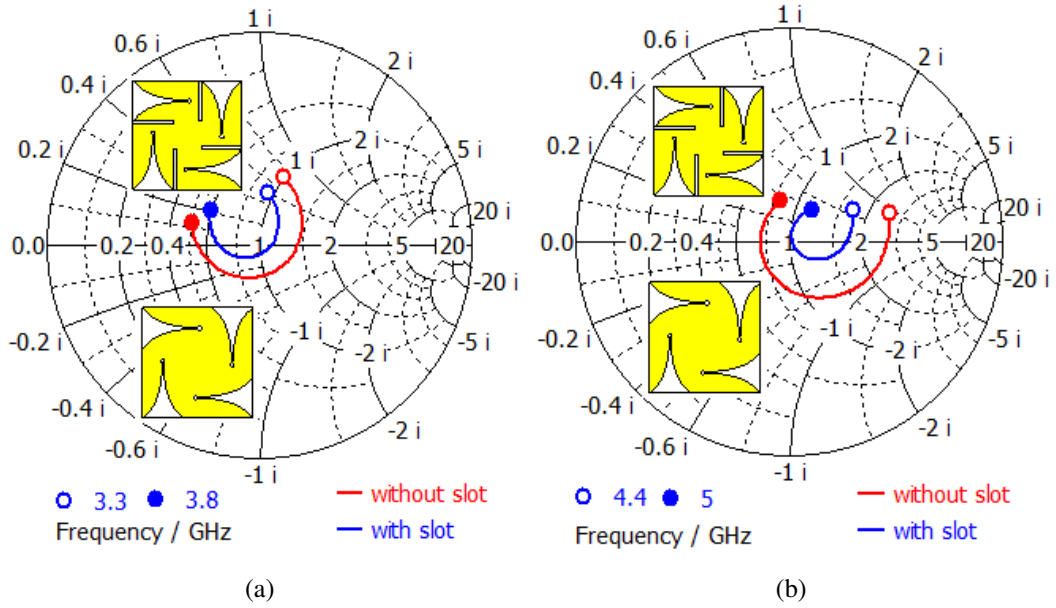 1 i
0.6 i
2 i
0.4 i
0.2 i
1 i
2 i
5 i
20 i
0.0
0.2
0.4
1
2
5
20
-20 i
-0.2 i
-1 i
-2 i
-5 i
-0.4 i
-0.6 i
-2 i
-1 i
3.3
3.8
Frequency / GHz
without slot
with slot
(a)
1 i
0.6 i
2 i
0.4 i
0.2 i
1 i
2 i
5 i
20 i
0.0
0.2
0.4
1
2
5
20
-20 i
-0.2 i
-1 i
-2 i
-5 i
-0.4 i
-0.6 i
-2 i
-1 i
4.4
5
Frequency / GHz
without slot
with slot
(b)